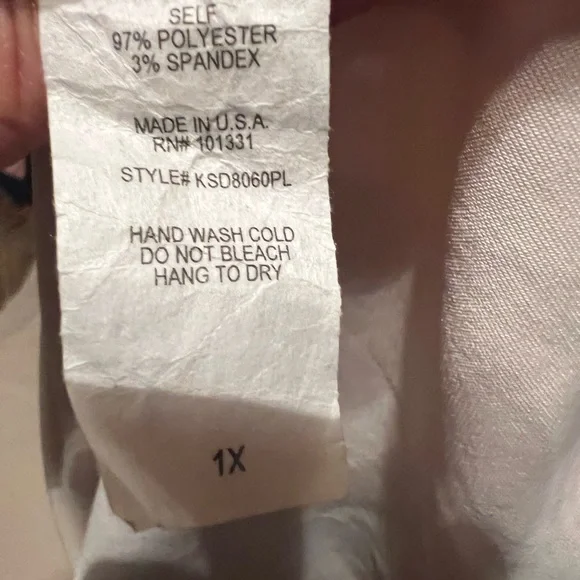 SELF
97% POLYESTER
3% SPANDEX
MADE IN U.S.A.
RN# 101331
STYLE# KSD8060PL
HAND WASH COLD
DO NOT BLEACH
HANG TO DRY
1X